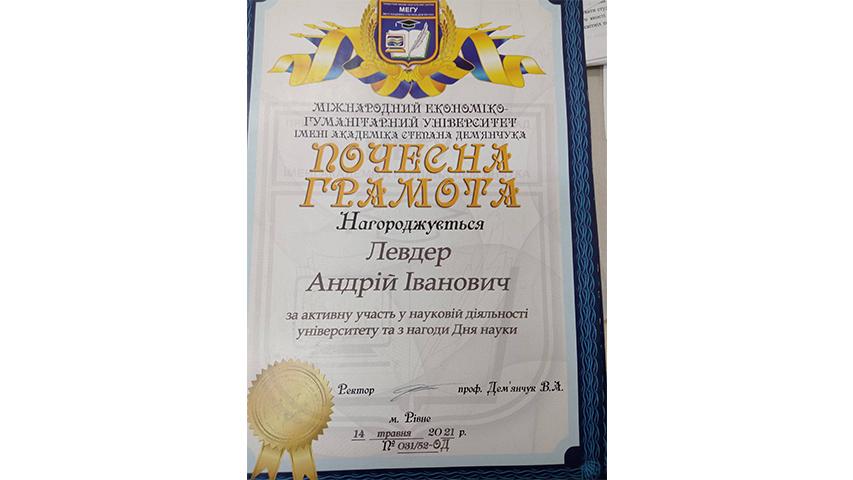 МЕГУ
МІЖНАРОДНИЙ ЕКОНОМІКО-
ГУМАНІТАРНИЙ УНІВЕРСИТЕТ
ІМЕНІ АКАДЕМІКА СТЕПАНА ДЕМ'ЯНЧУКА
ПОЧЕСНА
ГРАМОТА
Нагороджується
Левдер
Андрій Іванович
за активну участь у науковій діяльності
університету та з нагоди Дня науки
Ректор проф. Дем'янчук В.А.
м. Рівне
14 травня 2021 р.
№ 031/52-ОД